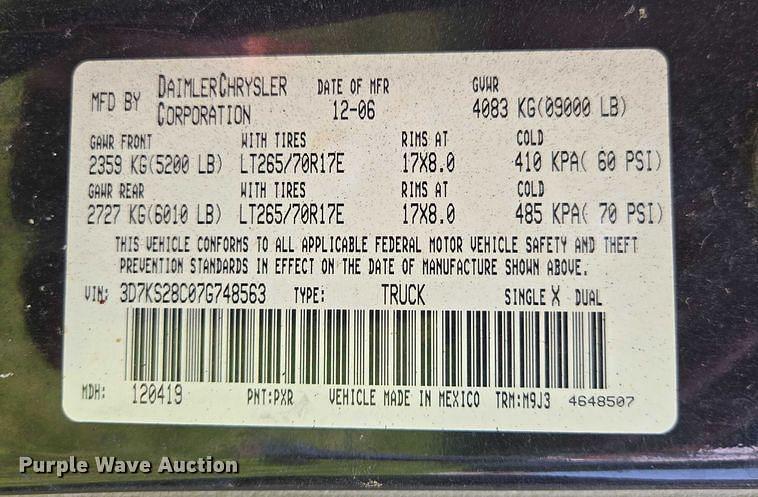 MFD BY DAIMLERCHRYSLER CORPORATION DATE OF MFR 12-06 GVWR 4083 KG(09000 LB)
GAWR FRONT WITH TIRES RIMS AT COLD
2359 KG(5200 LB) LT265/70R17E 17X8.0 410 KPA( 60 PSI)
GAWR REAR WITH TIRES RIMS AT COLD
2727 KG(6010 LB) LT265/70R17E 17X8.0 485 KPA( 70 PSI)
THIS VEHICLE CONFORMS TO ALL APPLICABLE FEDERAL MOTOR VEHICLE SAFETY AND THEFT
PREVENTION STANDARDS IN EFFECT ON THE DATE OF MANUFACTURE SHOWN ABOVE.
VIN: 3D7KS28C07G748563 TYPE: TRUCK SINGLE X DUAL
MDH: 120419 PNT:PXR VEHICLE MADE IN MEXICO TRM:M9J3 4648507
Purple Wave Auction